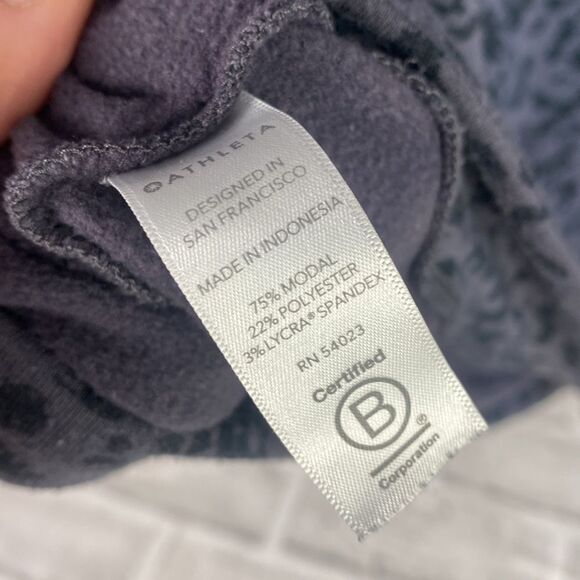 ATHLETA
DESIGNED IN
SAN FRANCISCO
MADE IN INDONESIA
75% MODAL
22% POLYESTER
3% LYCRA® SPANDEX
RN 54023
Certified
B
®
Corporation